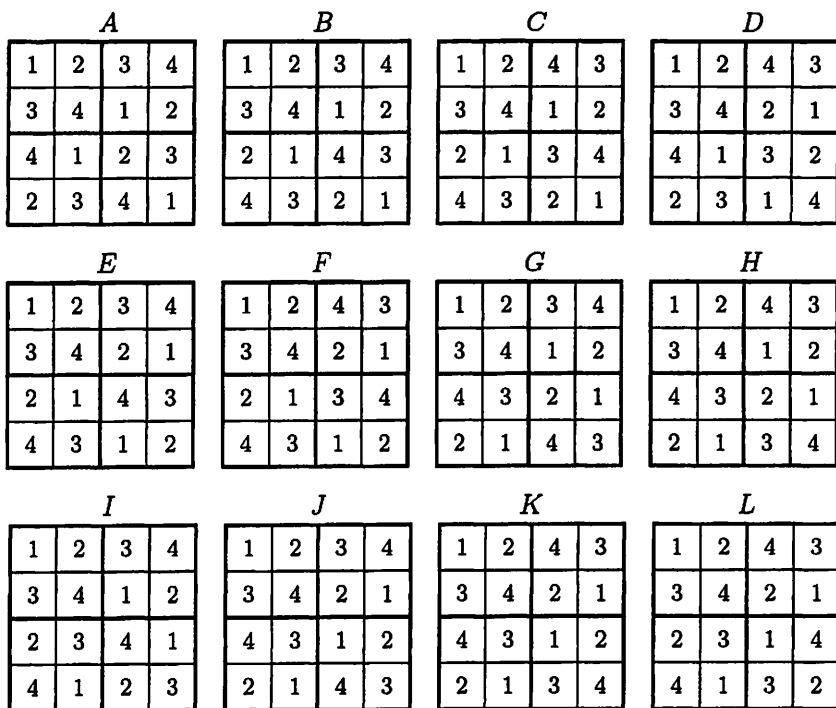 A B C D
1 2 3 4 1 2 3 4 1 2 4 3 1 2 4 3
3 4 1 2 3 4 1 2 3 4 1 2 3 4 2 1
4 1 2 3 2 1 4 3 2 1 3 4 4 1 3 2
2 3 4 1 4 3 2 1 4 3 2 1 2 3 1 4
E F G H
1 2 3 4 1 2 4 3 1 2 3 4 1 2 4 3
3 4 2 1 3 4 2 1 3 4 1 2 3 4 1 2
2 1 4 3 2 1 3 4 4 3 2 1 4 3 2 1
4 3 1 2 4 3 1 2 2 1 4 3 2 1 3 4
I J K L
1 2 3 4 1 2 3 4 1 2 4 3 1 2 4 3
3 4 1 2 3 4 2 1 3 4 2 1 3 4 2 1
2 3 4 1 4 3 1 2 4 3 1 2 2 3 1 4
4 1 2 3 2 1 4 3 2 1 3 4 4 1 3 2